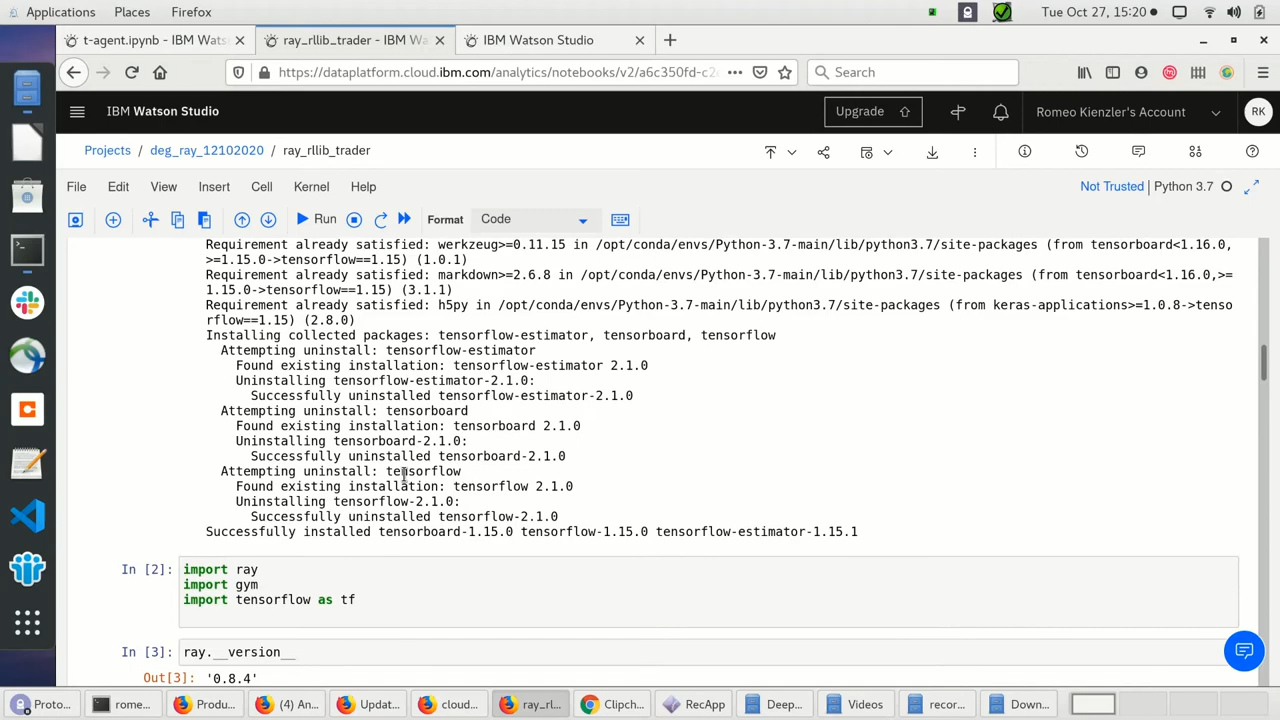 Applications Places Firefox Tue Oct 27, 15:20
t-agent.ipynb - IBM Wats ray_rllib_trader - IBM Wa IBM Watson Studio
https://dataplatform.cloud.ibm.com/analytics/notebooks/v2/a6c350fd-c2 Search
IBM Watson Studio Upgrade Romeo Kienzler's Account RK
Projects / deg_ray_12102020 / ray_rllib_trader
File Edit View Insert Cell Kernel Help Not Trusted | Python 3.7
Run Format Code
Requirement already satisfied: werkzeug>=0.11.15 in /opt/conda/envs/Python-3.7-main/lib/python3.7/site-packages (from tensorboard<1.16.0,
>=1.15.0->tensorflow==1.15) (1.0.1)
Requirement already satisfied: markdown>=2.6.8 in /opt/conda/envs/Python-3.7-main/lib/python3.7/site-packages (from tensorboard<1.16.0,>=
1.15.0->tensorflow==1.15) (3.1.1)
Requirement already satisfied: h5py in /opt/conda/envs/Python-3.7-main/lib/python3.7/site-packages (from keras-applications>=1.0.8->tenso
rflow==1.15) (2.8.0)
Installing collected packages: tensorflow-estimator, tensorboard, tensorflow
Attempting uninstall: tensorflow-estimator
Found existing installation: tensorflow-estimator 2.1.0
Uninstalling tensorflow-estimator-2.1.0:
Successfully uninstalled tensorflow-estimator-2.1.0
Attempting uninstall: tensorboard
Found existing installation: tensorboard 2.1.0
Uninstalling tensorboard-2.1.0:
Successfully uninstalled tensorboard-2.1.0
Attempting uninstall: tensorflow
Found existing installation: tensorflow 2.1.0
Uninstalling tensorflow-2.1.0:
Successfully uninstalled tensorflow-2.1.0
Successfully installed tensorboard-1.15.0 tensorflow-1.15.0 tensorflow-estimator-1.15.1
In [2]: import ray
import gym
import tensorflow as tf
In [3]: ray.__version__
Out[3]: '0.8.4'
Proto... rome... Produ... (4) Updat... cloud... ray_rl... Clipch... RecApp Deep... Videos recor... Down...